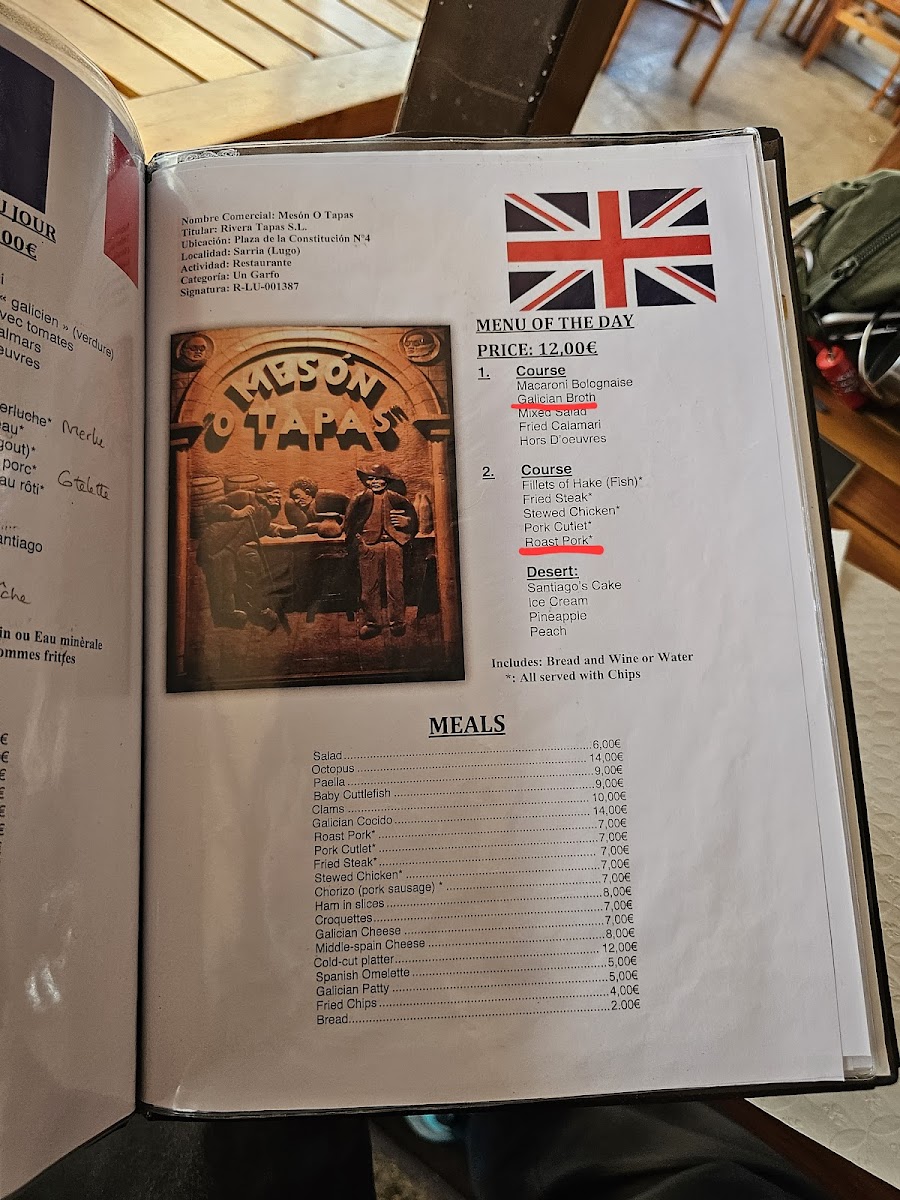 U JOUR
,00€
« galicien » (verdure)
vec tomates
almars
oeuvres
erluche*
Merlu
eau*
gout)*
porc*
au rôti*
Cotelette
antiago
in ou Eau minèrale
ommes frittes
Nombre Comercial: Mesón O Tapas
Titular: Rivera Tapas S.L.
Ubicación: Plaza de la Constitución Nº4
Localidad: Sarria (Lugo)
Actividad: Restaurante
Categoría: Un Garfo
Signatura: R-LU-001387
MESÓN
"O TAPAS"
MENU OF THE DAY
PRICE: 12,00€
1. Course
Macaroni Bolognaise
Galician Broth
Mixed Salad
Fried Calamari
Hors D'oeuvres
2. Course
Fillets of Hake (Fish)*
Fried Steak*
Stewed Chicken*
Pork Cutlet*
Roast Pork*
Desert:
Santiago's Cake
Ice Cream
Pineapple
Peach
Includes: Bread and Wine or Water
*: All served with Chips
MEALS
Salad 6,00€
Octopus 14,00€
Paella 9,00€
Baby Cuttlefish 9,00€
Clams 10,00€
Galician Cocido 14,00€
Roast Pork* 7,00€
Pork Cutlet* 7,00€
Fried Steak* 7,00€
Stewed Chicken* 7,00€
Chorizo (pork sausage) * 7,00€
Ham in slices 8,00€
Croquettes 7,00€
Galician Cheese 7,00€
Middle-spain Cheese 8,00€
Cold-cut platter 12,00€
Spanish Omelette 5,00€
Galician Patty 5,00€
Fried Chips 4,00€
Bread 2.00€